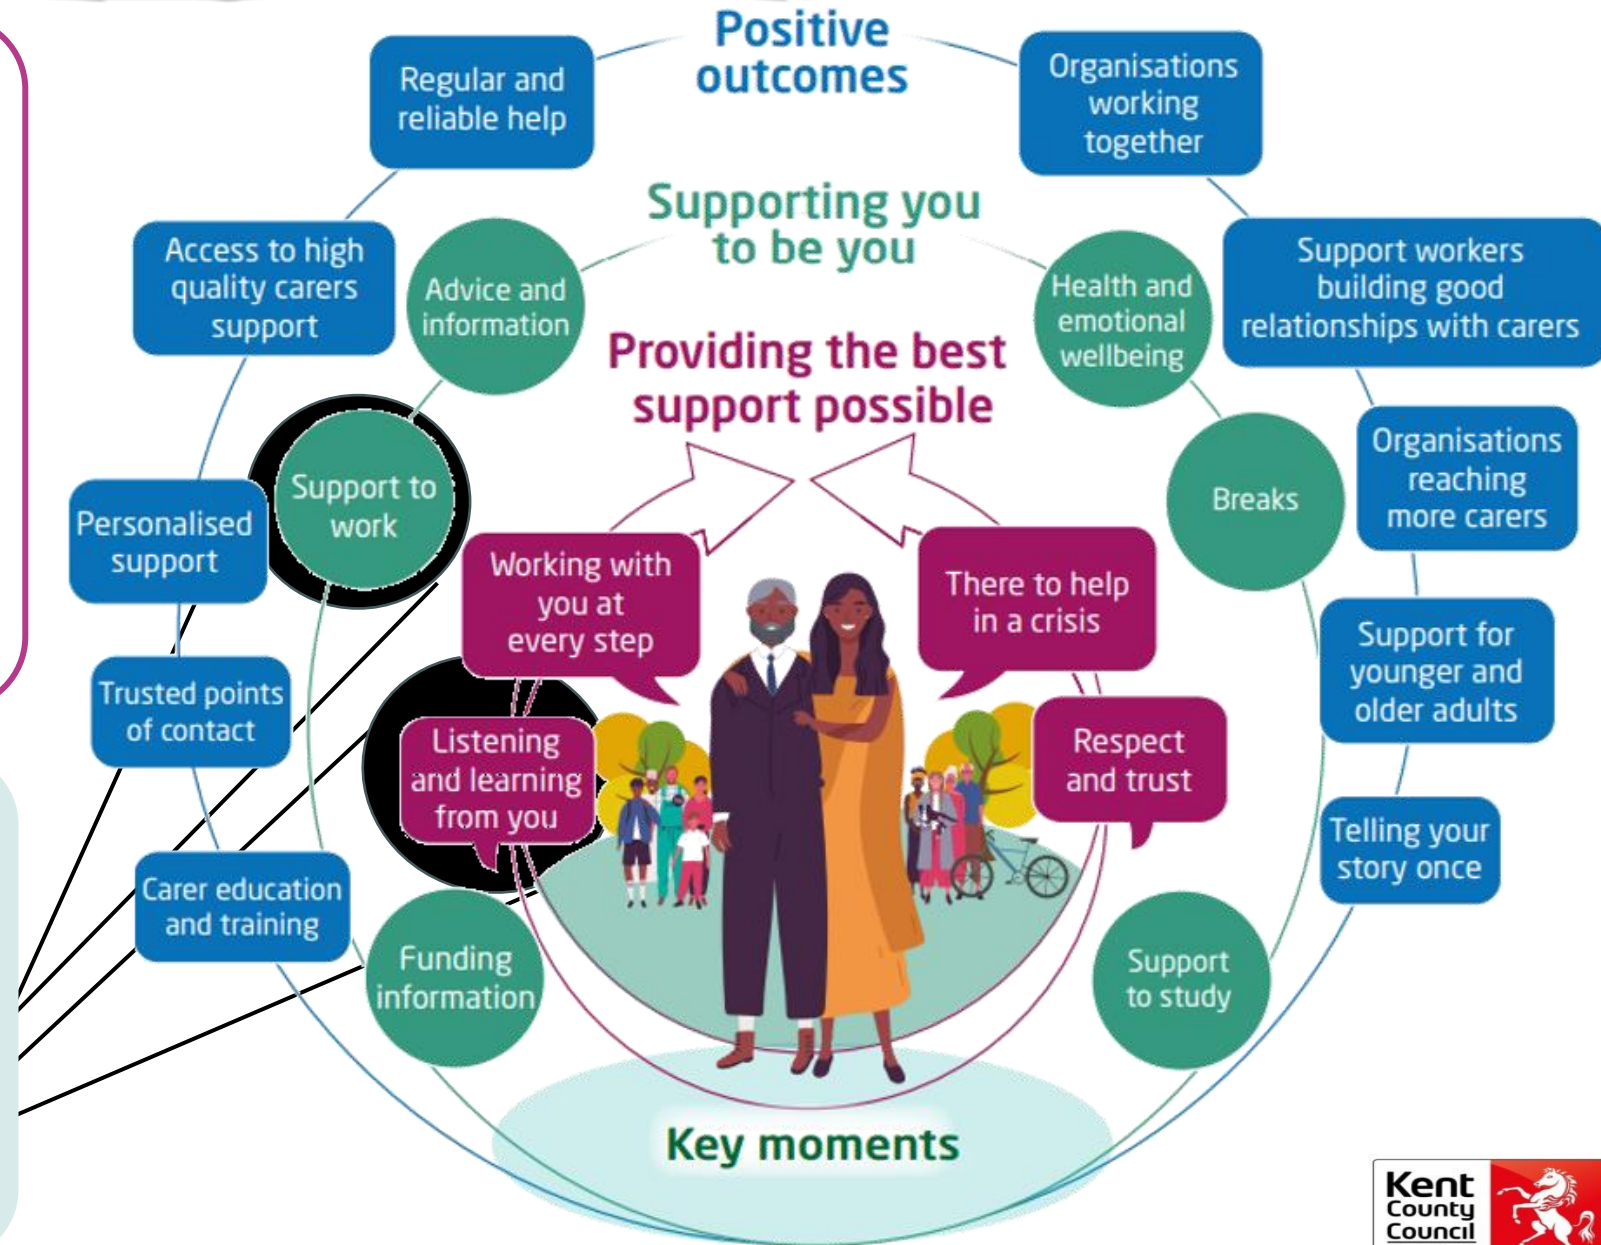 Positive
outcomes
Regular and
reliable help
Organisations
working
together
Supporting you
to be you
Access to high
quality carers
support
Advice and
information
Health and
emotional
wellbeing
Support workers
building good
relationships with carers
Providing the best
support possible
Support to
work
Breaks
Organisations
reaching
more carers
Personalised
support
Working with
you at
every step
There to help
in a crisis
Support for
younger and
older adults
Trusted points
of contact
Listening
and learning
from you
Respect
and trust
Telling your
story once
Carer education
and training
Funding
information
Support
to study
Key moments
Kent
County
Council